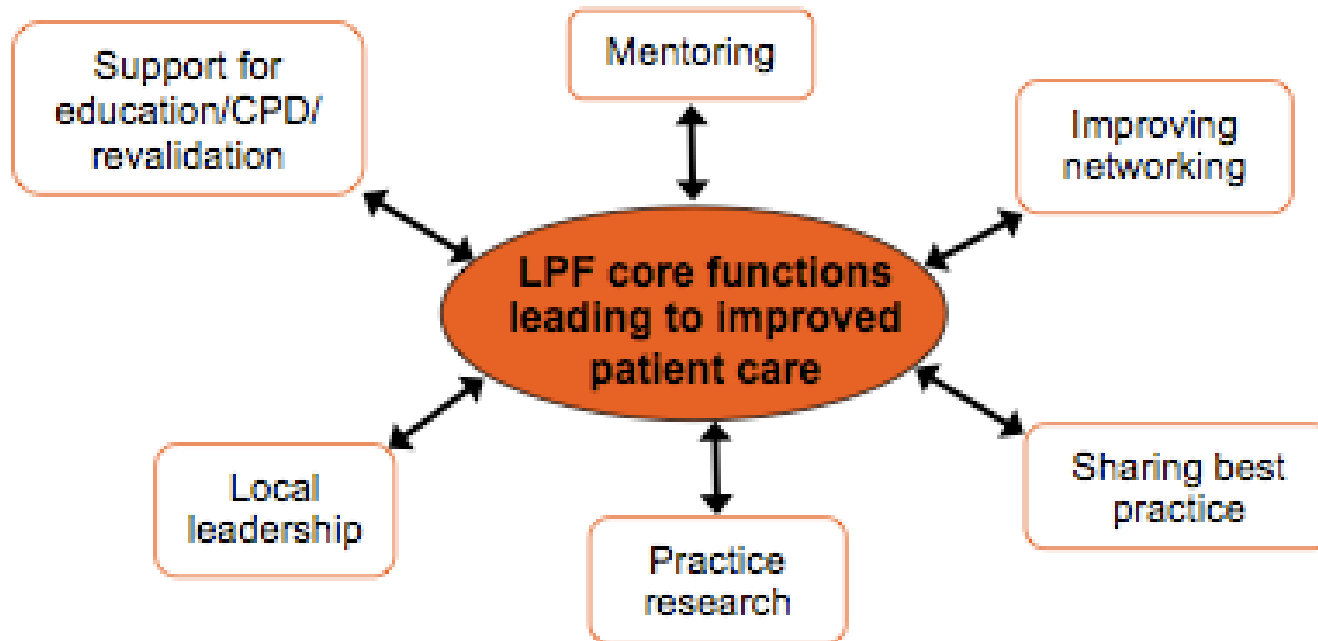 Support for
education/CPD/
revalidation
Mentoring
Improving
networking
LPF core functions
leading to improved
patient care
Local
leadership
Practice
research
Sharing best
practice